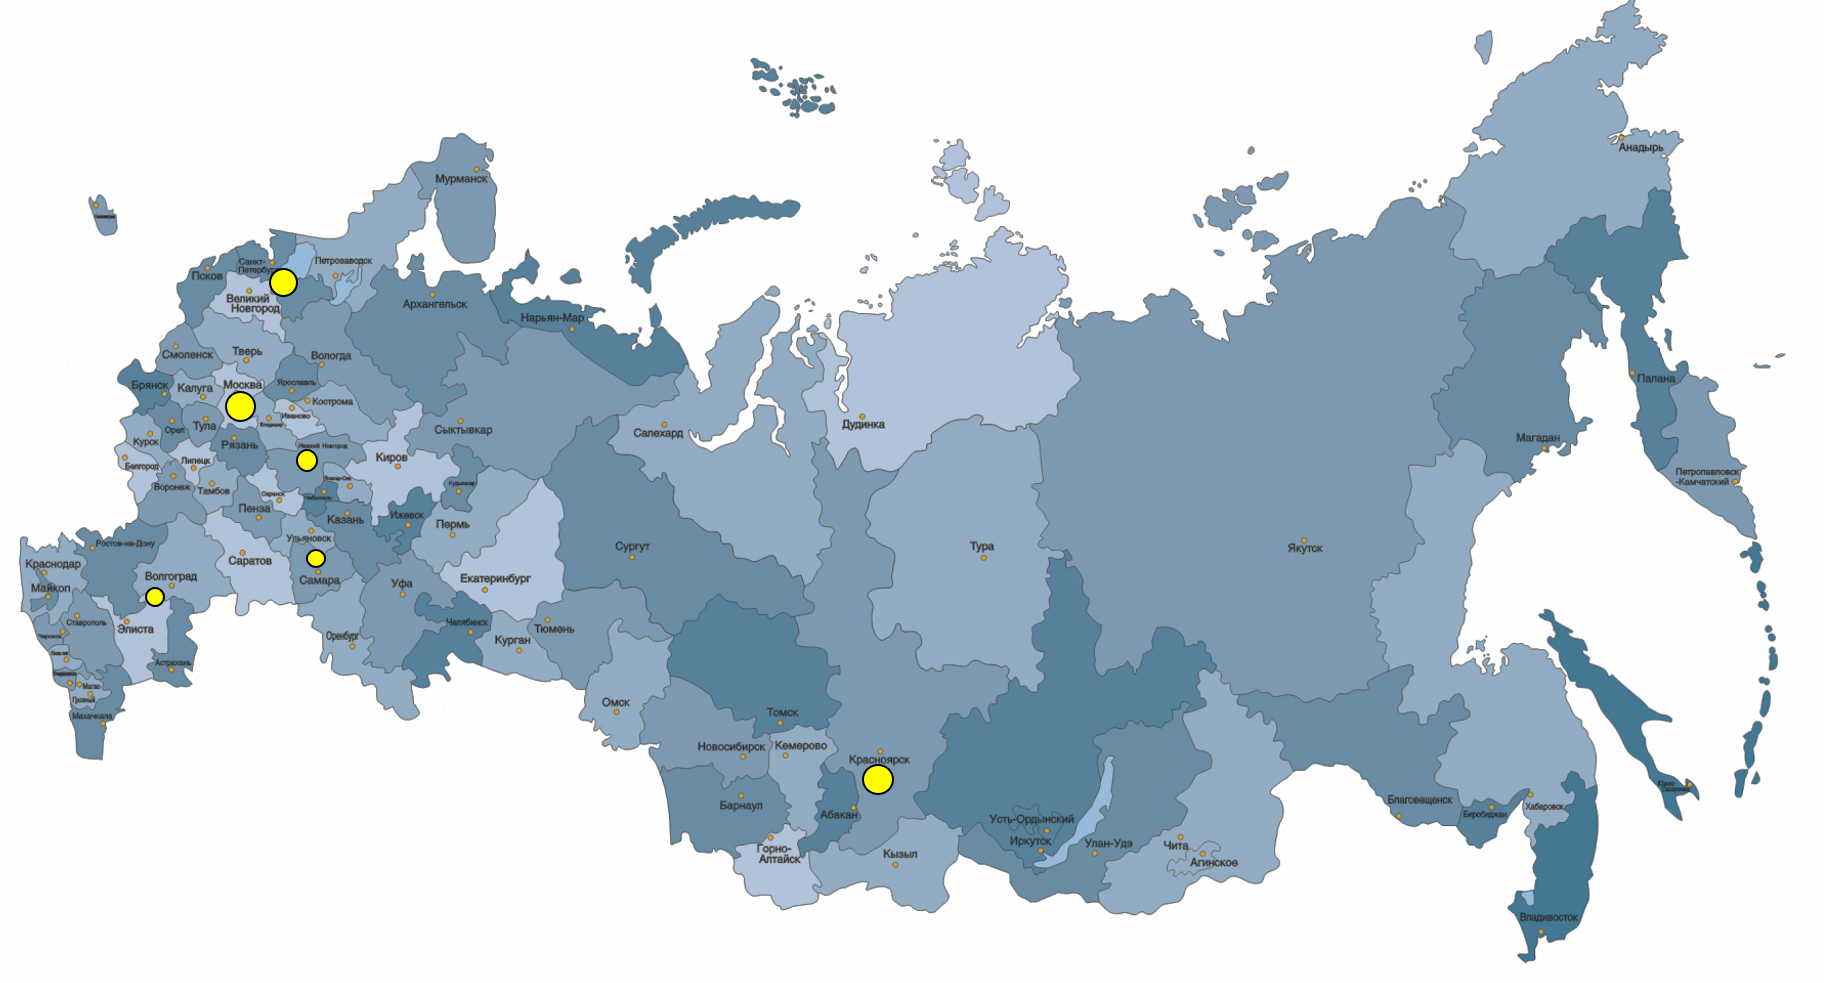 Анадырь
Мурманск
Санкт-
Петербург
Петрозаводск
Псков
Великий
Новгород
Архангельск
Нарьян-Мар
Смоленск
Тверь
Вологда
Брянск
Калуга
Москва
Ярославль
Палана
Кострома
Иваново
Владимир
Орел
Тула
Дудинка
Сыктывкар
Салехард
Магадан
Курск
Рязань
Нижний Новгород
Киров
Белгород
Липецк
Петропавловск
-Камчатский
Воронеж
Тамбов
Саранск
Йошкар-Ола
Чебоксары
Кудымкар
Пенза
Казань
Ижевск
Пермь
Ульяновск
Ростов-на-Дону
Сургут
Тура
Якутск
Краснодар
Саратов
Волгоград
Самара
Екатеринбург
Майкоп
Уфа
Ставрополь
Элиста
Челябинск
Тюмень
Оренбург
Курган
Астрахань
Магас
Грозный
Омск
Махачкала
Томск
Новосибирск
Кемерово
Красноярск
Барнаул
Абакан
Усть-Ордынский
Иркутск
Улан-Удэ
Чита
Агинское
Благовещенск
Биробиджан
Хабаровск
Южно-
Сахалинск
Горно-
Алтайск
Кызыл
Владивосток